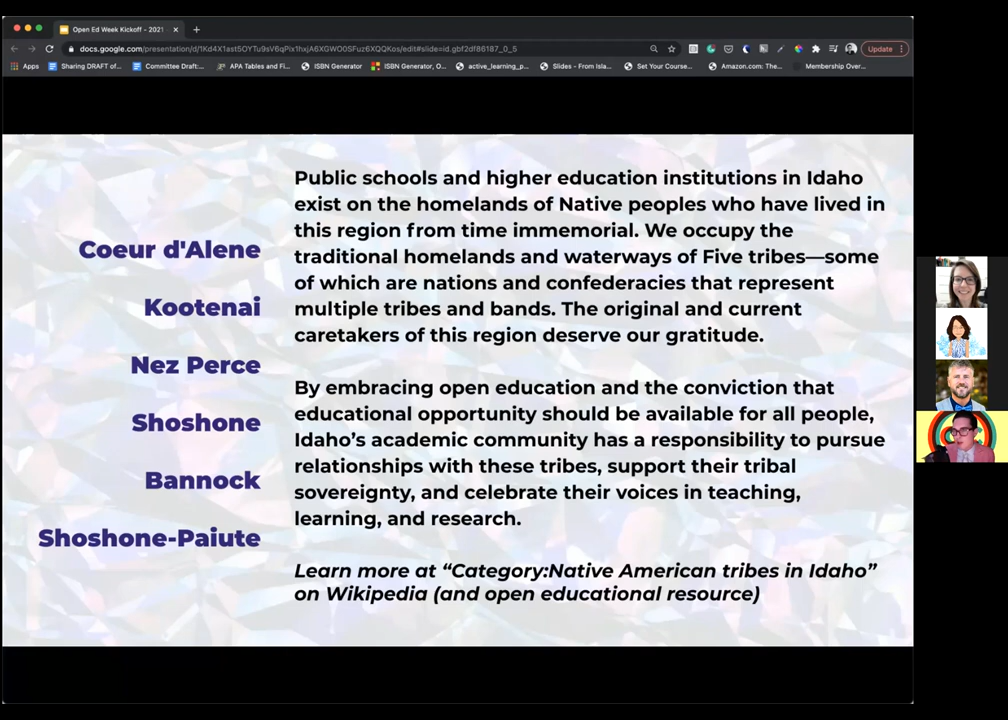 Open Ed Week Kickoff - 2021
docs.google.com/presentation/d/1Kd4X1ast5OYTu9sV6qPix1hxjA6XGWO0SFuz6XQQKos/edit#slide=id.gbf2df86187_0_5
Update
Apps
Sharing DRAFT of...
Committee Draft:...
APA Tables and Fi...
ISBN Generator
ISBN Generator, O...
active_learning_p...
Slides - From Isla...
Set Your Course...
Amazon.com: The...
Membership Over...
Coeur d'Alene
Kootenai
Nez Perce
Shoshone
Bannock
Shoshone-Paiute
Public schools and higher education institutions in Idaho
exist on the homelands of Native peoples who have lived in
this region from time immemorial. We occupy the
traditional homelands and waterways of Five tribes—some
of which are nations and confederacies that represent
multiple tribes and bands. The original and current
caretakers of this region deserve our gratitude.
By embracing open education and the conviction that
educational opportunity should be available for all people,
Idaho’s academic community has a responsibility to pursue
relationships with these tribes, support their tribal
sovereignty, and celebrate their voices in teaching,
learning, and research.
Learn more at “Category:Native American tribes in Idaho”
on Wikipedia (and open educational resource)